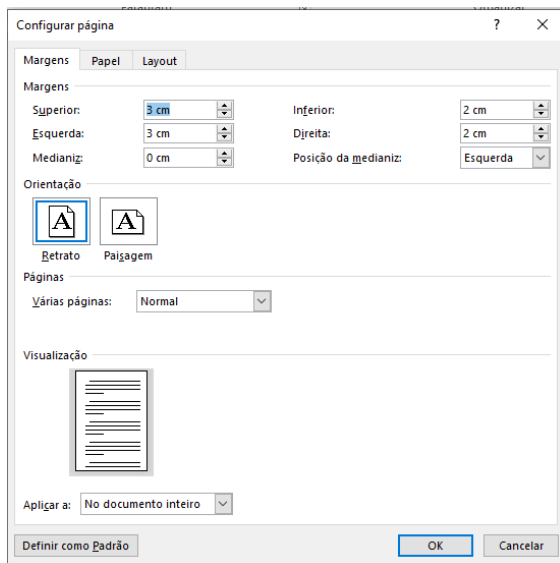 Configurar página ? ×
Margens Papel Layout
Margens
Superior: 3 cm Inferior: 2 cm
Esquerda: 3 cm Direita: 2 cm
Medianiz: 0 cm Posição da medianiz: Esquerda
Orientação
A A
Retrato Paisagem
Páginas
Várias páginas: Normal
Visualização
Aplicar a: No documento inteiro
Definir como Padrão OK Cancelar